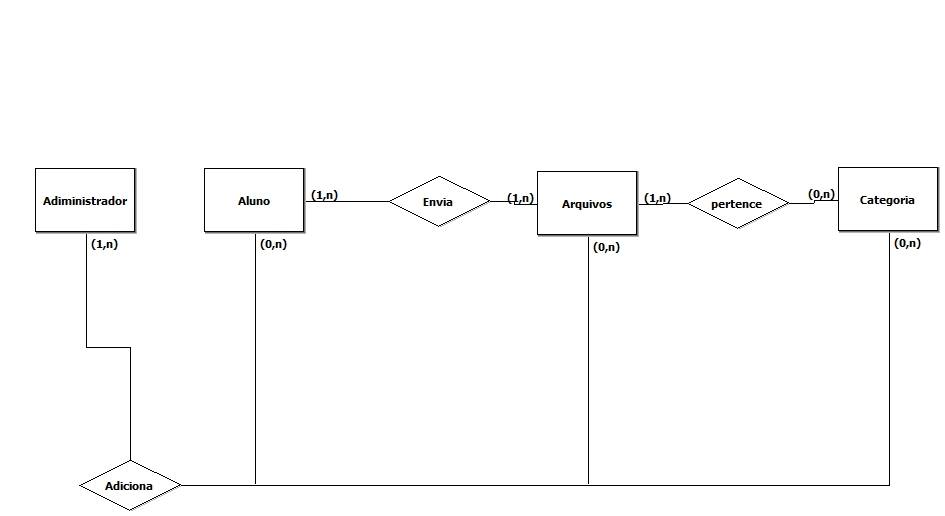 Adiministrador
Aluno
(1,n)
Envia
(1,n)
Arquivos
(1,n)
pertence
(0,n)
Categoria
(1,n)
(0,n)
(0,n)
(0,n)
Adiciona